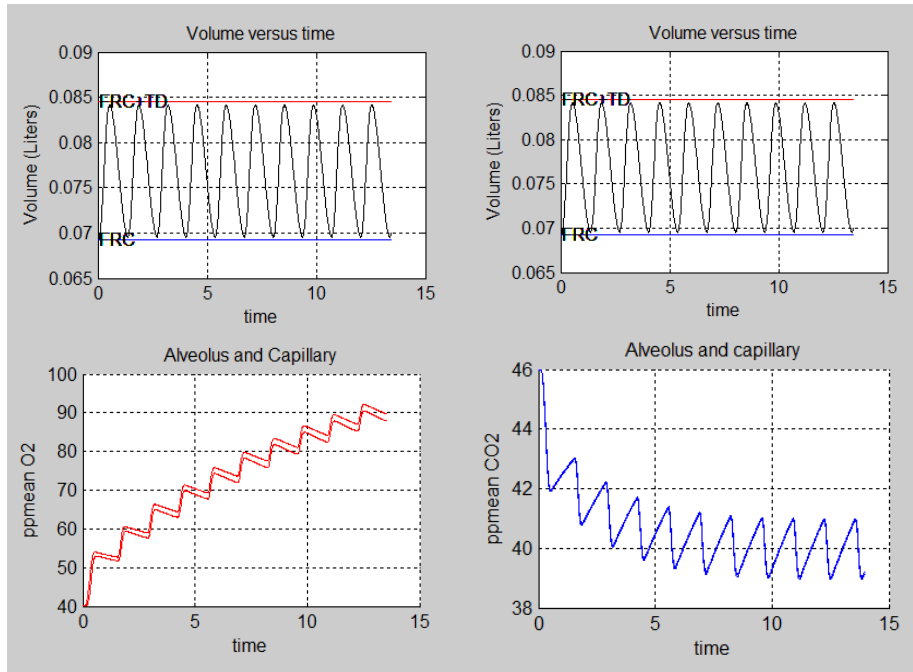 Volume versus time
0.09
0.085
0.08
0.075
0.07
0.065
Volume (Liters)
FRC+TD
FRC
0
5
10
15
time
Volume versus time
0.09
0.085
0.08
0.075
0.07
0.065
Volume (Liters)
FRC+TD
FRC
0
5
10
15
time
Alveolus and Capillary
100
90
80
70
60
50
40
ppmean O2
0
5
10
15
time
Alveolus and capillary
46
44
42
40
38
ppmean CO2
0
5
10
15
time